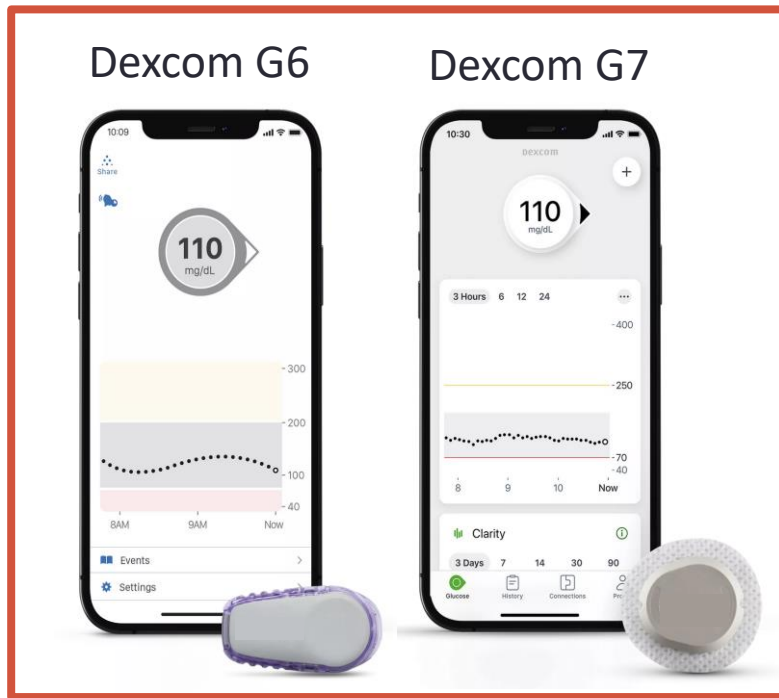 Dexcom G6
Dexcom G7
10:09
Share
110
mg/dL
300
200
100
40
8AM
9AM
Now
Events
Settings
10:30
Dexcom
+
110
mg/dL
3 Hours 6 12 24
400
250
70
40
8 9 10 Now
Clarity
3 Days 7 14 30 90
Glucose
History
Connections